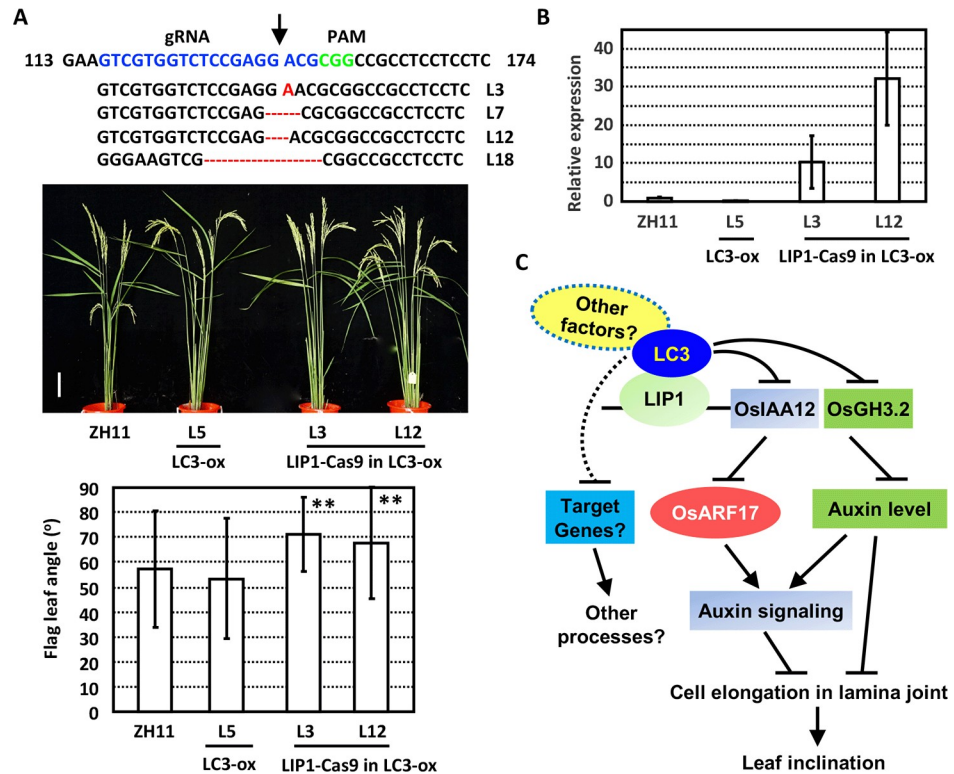 A
gRNA PAM
113 GAAGTCGTGGTCTCCGAGG ACGCGGCCGCCTCCTCCTC 174
GTCGTGGTCTCCGAGG AACGCGGCCGCCTCCTC L3
GTCGTGGTCTCCGAG------CGCGGCCGCCTCCTC L7
GTCGTGGTCTCCGAG----ACGCGGCCGCCTCCTC L12
GGGAAGTCG--------------------CGGCCGCCTCCTC L18
ZH11 L5 L3 L12
LC3-ox LIP1-Cas9 in LC3-ox
Flag leaf angle (º)
90
80
70
60
50
40
30
20
10
0
** **
ZH11 L5 L3 L12
LC3-ox LIP1-Cas9 in LC3-ox
B
Relative expression
40
30
20
10
0
ZH11 L5 L3 L12
LC3-ox LIP1-Cas9 in LC3-ox
C
Other
factors?
LC3
LIP1
OsIAA12 OsGH3.2
Target
Genes?
OsARF17
Auxin level
Other
processes?
Auxin signaling
Cell elongation in lamina joint
Leaf inclination